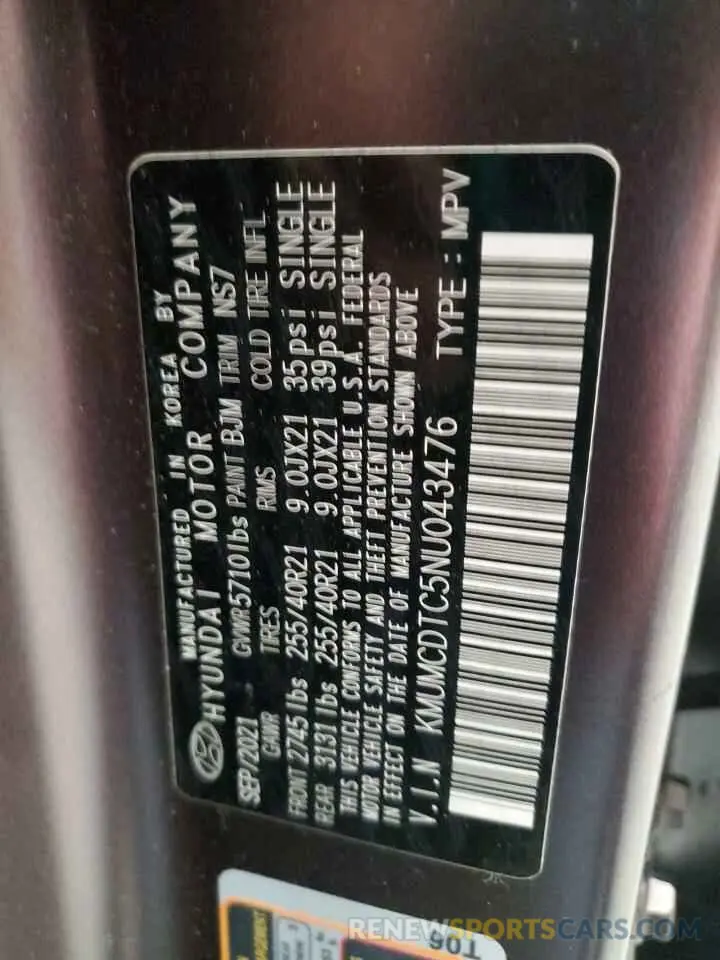 MANUFACTURED IN KOREA BY
HYUNDAI MOTOR COMPANY
SEP/2021 GVWR 5710lbs PAINT BJM TRIM NS7
GAWR TIRES RIMS COLD TIRE INFL
FRONT 2745lbs 255/40R21 9.0JX21 35psi SINGLE
REAR 3131lbs 255/40R21 9.0JX21 39psi SINGLE
THIS VEHICLE CONFORMS TO ALL APPLICABLE U.S.A. FEDERAL
MOTOR VEHICLE SAFETY AND THEFT PREVENTION STANDARDS
IN EFFECT ON THE DATE OF MANUFACTURE SHOWN ABOVE
V.I.N KMUMCDTC5NU043476 TYPE : MPV
T06
RENEWSPORTSCARS.COM